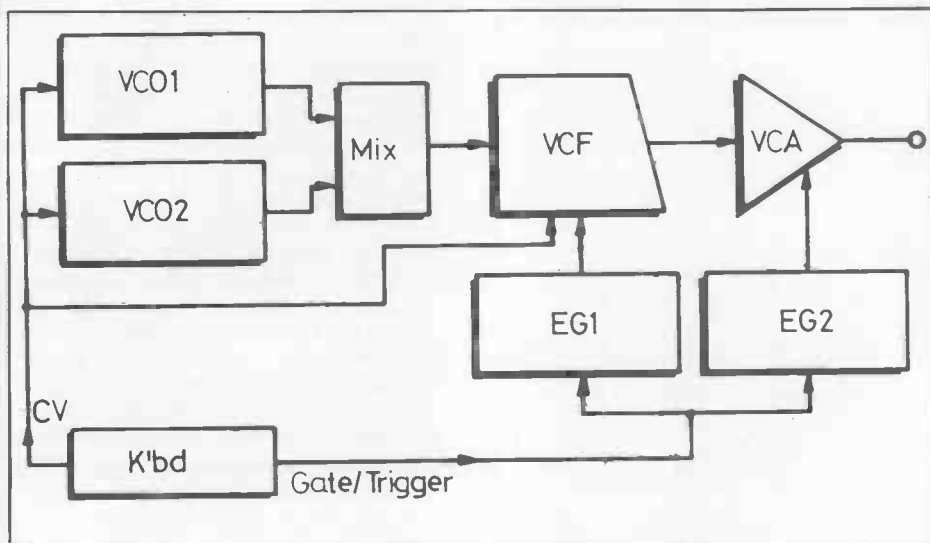 VCO1
VCO2
Mix
VCF
VCA
EG1
EG2
CV
K'bd
Gate/Trigger